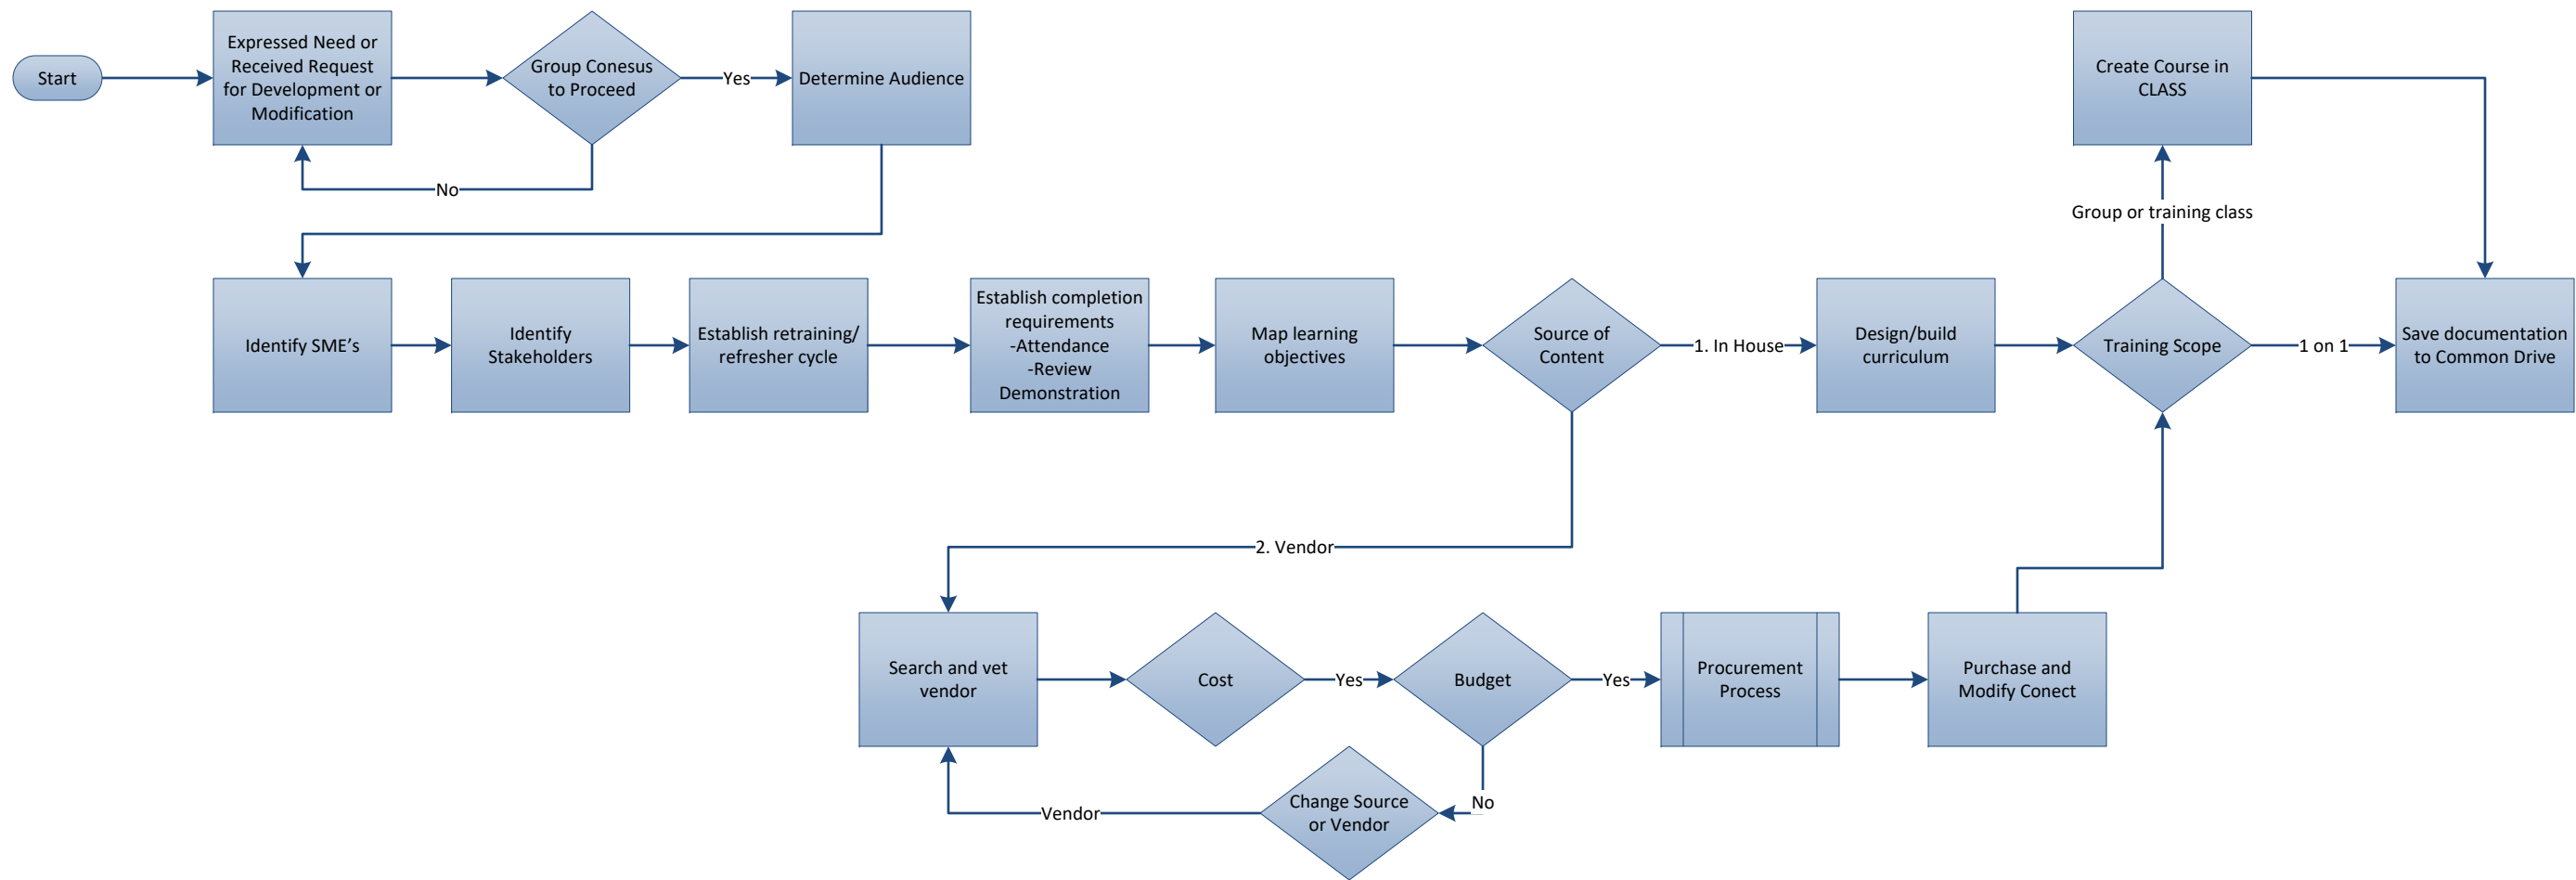 Start
Expressed Need or
Received Request
for Development or
Modification
Group Conesus
to Proceed
Yes
Determine Audience
No
Create Course in
CLASS
Group or training class
Identify SME’s
Identify
Stakeholders
Establish retraining/
refresher cycle
Establish completion
requirements
-Attendance
-Review
Demonstration
Map learning
objectives
Source of
Content
1. In House
Design/build
curriculum
Training Scope
1 on 1
Save documentation
to Common Drive
2. Vendor
Search and vet
vendor
Cost
Yes
Budget
Yes
Procurement
Process
Purchase and
Modify Conect
No
Change Source
or Vendor
Vendor